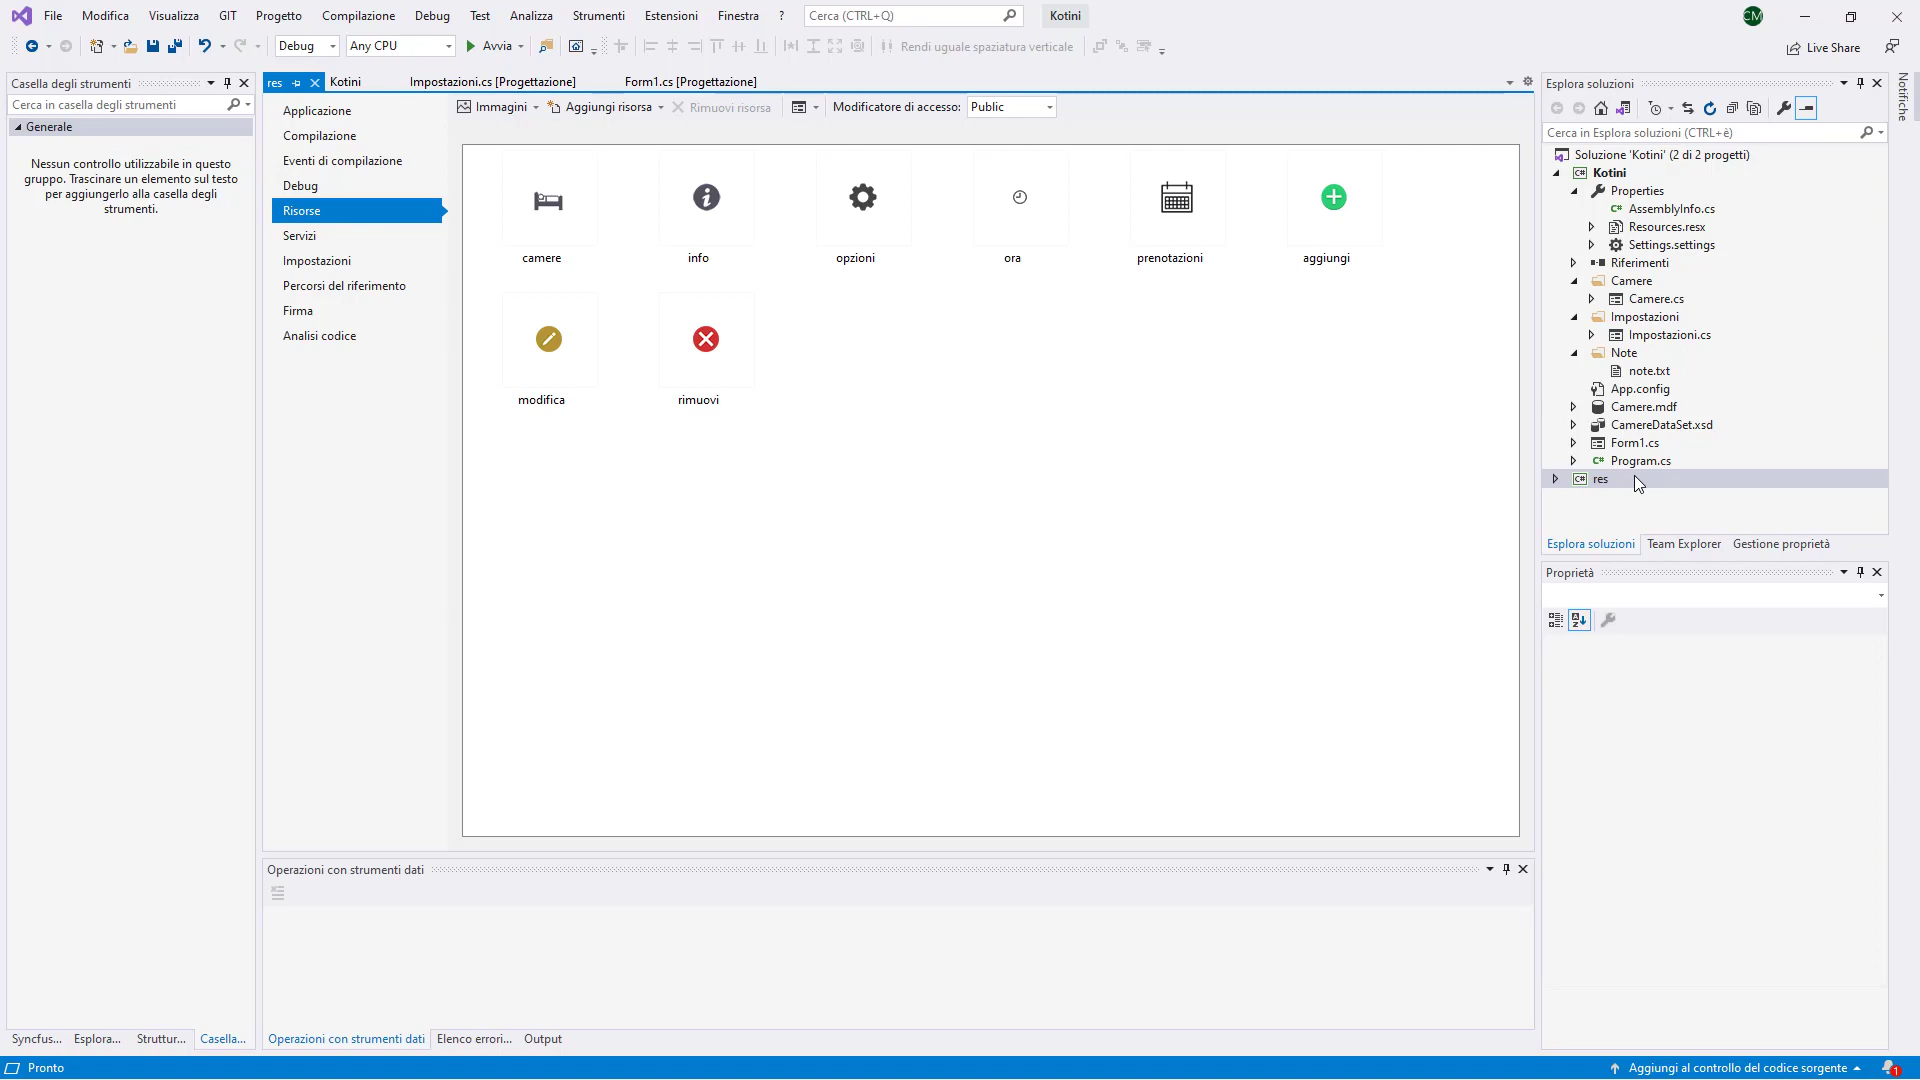 File Modifica Visualizza GIT Progetto Compilazione Debug Test Analizza Strumenti Estensioni Finestra ? Cerca (CTRL+Q) Kotini CM
Debug Any CPU Avvia Rendi uguale spaziatura verticale Live Share
Casella degli strumenti
Cerca in casella degli strumenti
Generale
Nessun controllo utilizzabile in questo
gruppo. Trascinare un elemento sul testo
per aggiungerlo alla casella degli
strumenti.
Syncfus... Esplora... Struttur... Casella...
res Kotini Impostazioni.cs [Progettazione] Form1.cs [Progettazione]
Applicazione
Compilazione
Eventi di compilazione
Debug
Risorse
Servizi
Impostazioni
Percorsi del riferimento
Firma
Analisi codice
Immagini Aggiungi risorsa Rimuovi risorsa Modificatore di accesso: Public
camere info opzioni ora prenotazioni aggiungi
modifica rimuovi
Operazioni con strumenti dati
Operazioni con strumenti dati Elenco errori... Output
Esplora soluzioni
Cerca in Esplora soluzioni (CTRL+è)
Soluzione 'Kotini' (2 di 2 progetti)
C# Kotini
Properties
C# AssemblyInfo.cs
Resources.resx
Settings.settings
Riferimenti
Camere
Camere.cs
Impostazioni
Impostazioni.cs
Note
note.txt
App.config
Camere.mdf
CamereDataSet.xsd
Form1.cs
C# Program.cs
C# res
Esplora soluzioni Team Explorer Gestione proprietà
Proprietà
Notifiche
Pronto
Aggiungi al controllo del codice sorgente 1